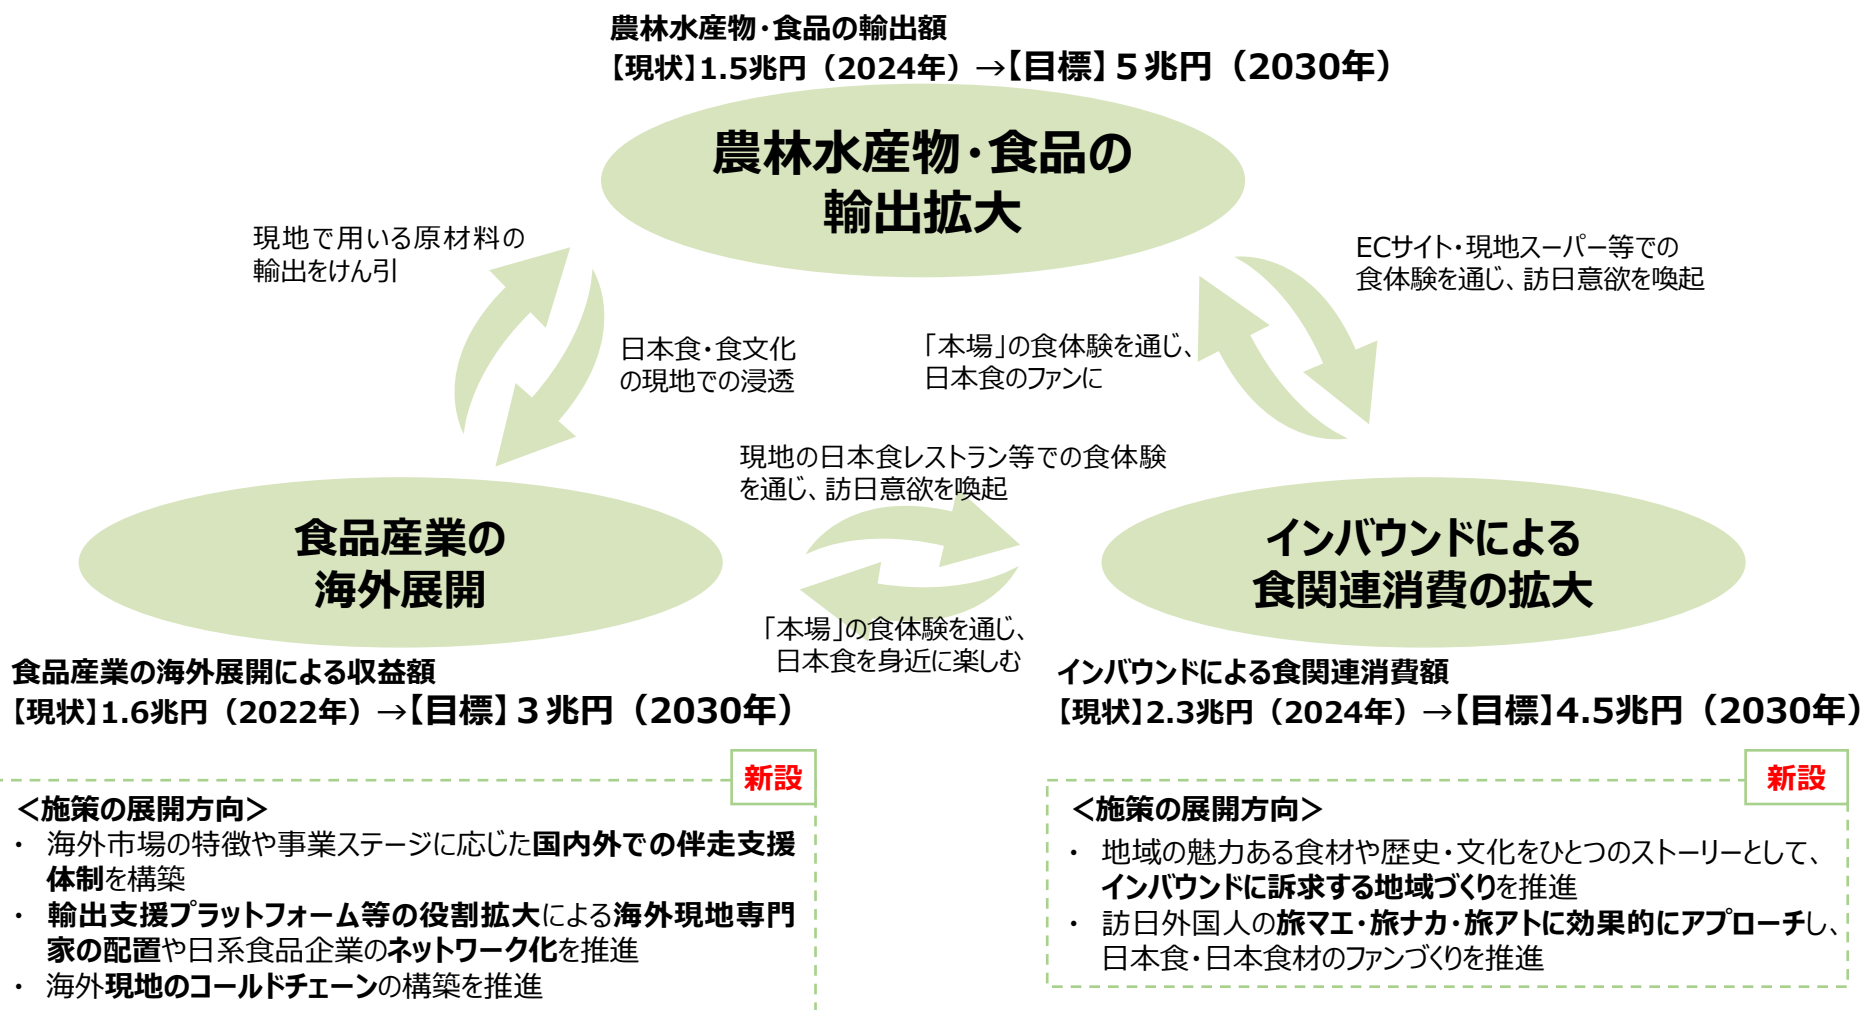 農林水産物・食品の輸出額
【現状】1.5兆円（2024年）→【目標】５兆円（2030年）
農林水産物・食品の
輸出拡大
現地で用いる原材料の
輸出をけん引
ECサイト・現地スーパー等での
食体験を通じ、訪日意欲を喚起
日本食・食文化
の現地での浸透
「本場」の食体験を通じ、
日本食のファンに
現地の日本食レストラン等での食体験
を通じ、訪日意欲を喚起
食品産業の
海外展開
インバウンドによる
食関連消費の拡大
「本場」の食体験を通じ、
日本食を身近に楽しむ
食品産業の海外展開による収益額
【現状】1.6兆円（2022年）→【目標】３兆円（2030年）
インバウンドによる食関連消費額
【現状】2.3兆円（2024年）→【目標】4.5兆円（2030年）
新設
＜施策の展開方向＞
・ 海外市場の特徴や事業ステージに応じた国内外での伴走支援
体制を構築
・ 輸出支援プラットフォーム等の役割拡大による海外現地専門
家の配置や日系食品企業のネットワーク化を推進
・ 海外現地のコールドチェーンの構築を推進
新設
＜施策の展開方向＞
・ 地域の魅力ある食材や歴史・文化をひとつのストーリーとして、
インバウンドに訴求する地域づくりを推進
・ 訪日外国人の旅マエ・旅ナカ・旅アトに効果的にアプローチし、
日本食・日本食材のファンづくりを推進